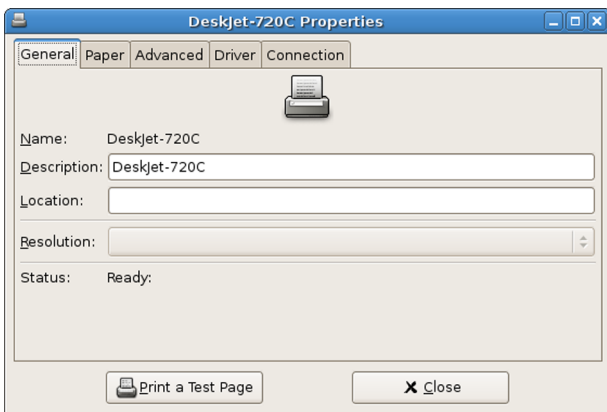 DeskJet-720C Properties
General Paper Advanced Driver Connection
Name: DeskJet-720C
Description: DeskJet-720C
Location:
Resolution:
Status: Ready:
Print a Test Page Close